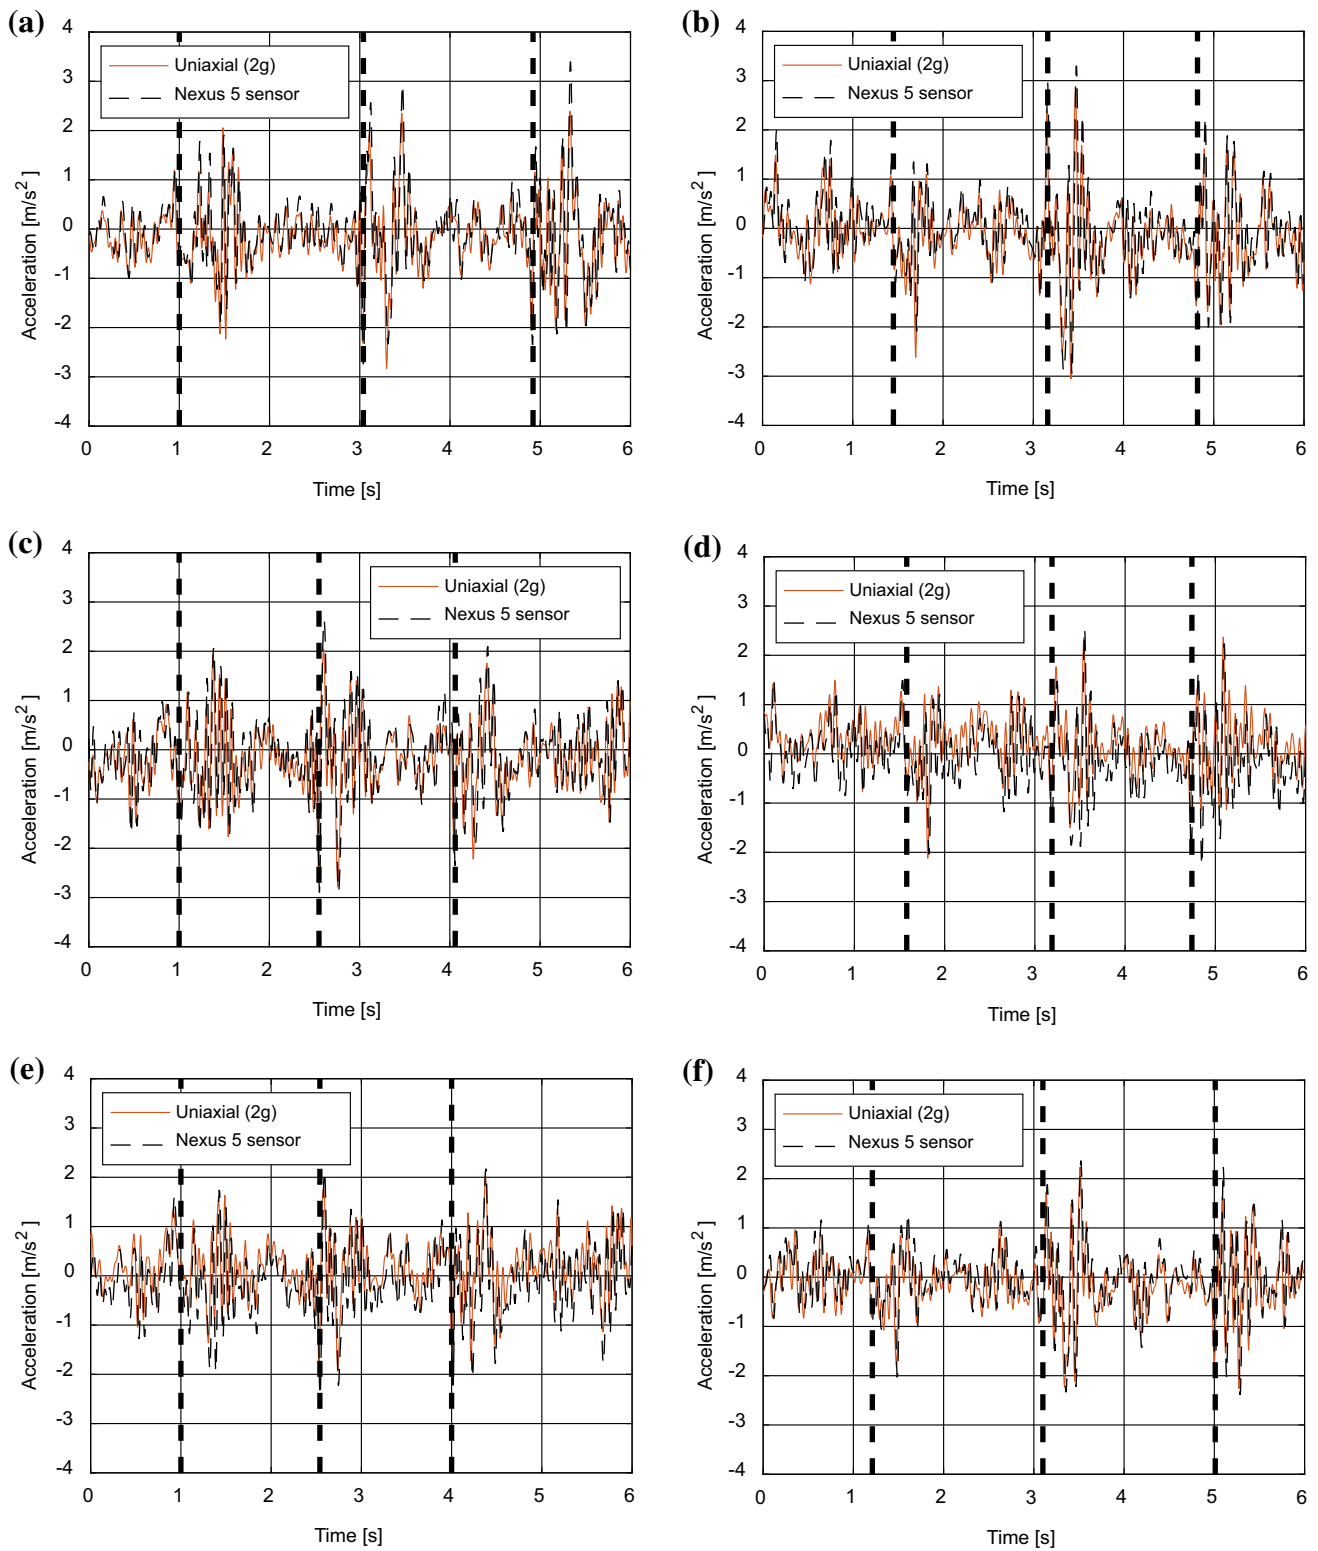 (a)
4
3
2
1
0
-1
-2
-3
-4
Acceleration [m/s²]
Uniaxial (2g)
Nexus 5 sensor
0 1 2 3 4 5 6
Time [s]
(b)
4
3
2
1
0
-1
-2
-3
-4
Acceleration [m/s²]
Uniaxial (2g)
Nexus 5 sensor
0 1 2 3 4 5 6
Time [s]
(c)
4
3
2
1
0
-1
-2
-3
-4
Acceleration [m/s²]
Uniaxial (2g)
Nexus 5 sensor
0 1 2 3 4 5 6
Time [s]
(d)
4
3
2
1
0
-1
-2
-3
-4
Acceleration [m/s²]
Uniaxial (2g)
Nexus 5 sensor
0 1 2 3 4 5 6
Time [s]
(e)
4
3
2
1
0
-1
-2
-3
-4
Acceleration [m/s²]
Uniaxial (2g)
Nexus 5 sensor
0 1 2 3 4 5 6
Time [s]
(f)
4
3
2
1
0
-1
-2
-3
-4
Acceleration [m/s²]
Uniaxial (2g)
Nexus 5 sensor
0 1 2 3 4 5 6
Time [s]